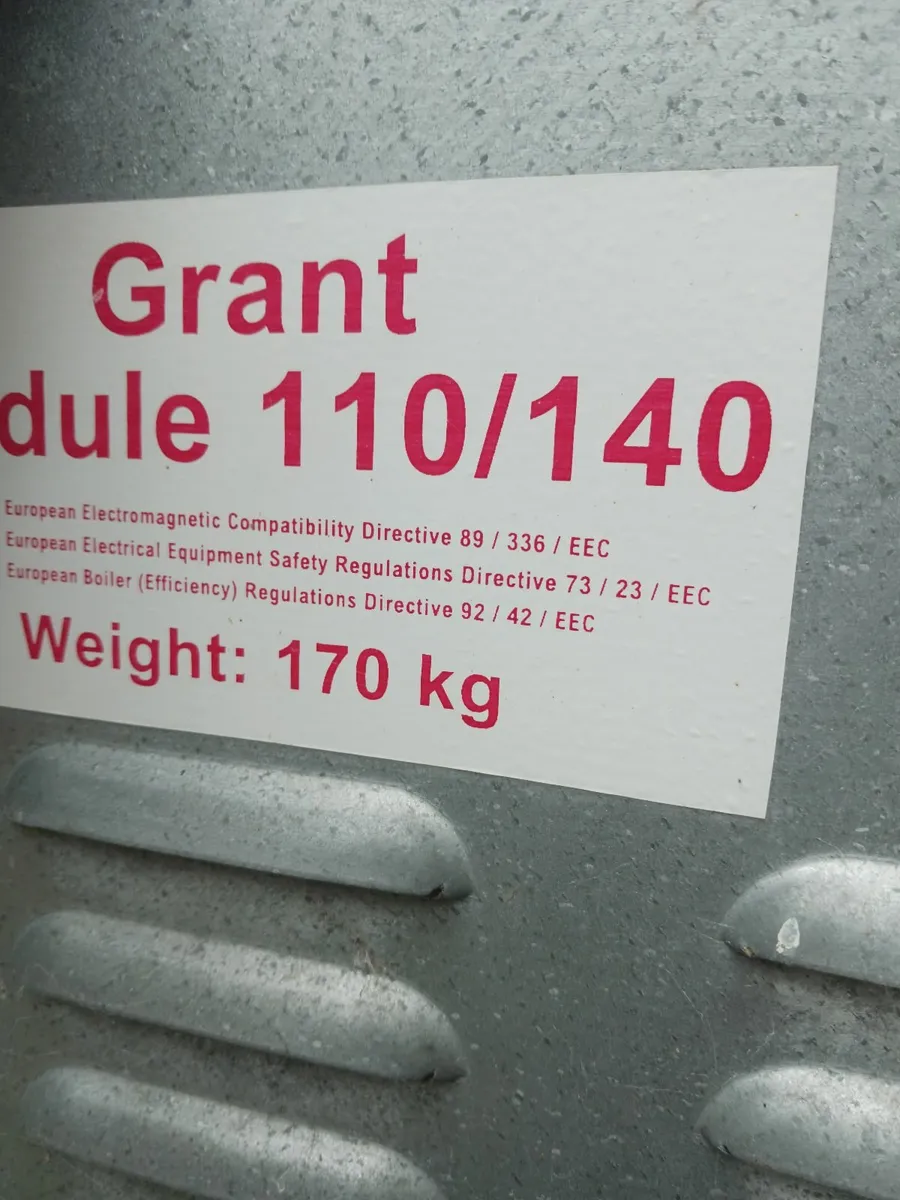 Grant
dule 110/140
European Electromagnetic Compatibility Directive 89 / 336 / EEC
European Electrical Equipment Safety Regulations Directive 73 / 23 / EEC
European Boiler (Efficiency) Regulations Directive 92 / 42 / EEC
Weight: 170 kg